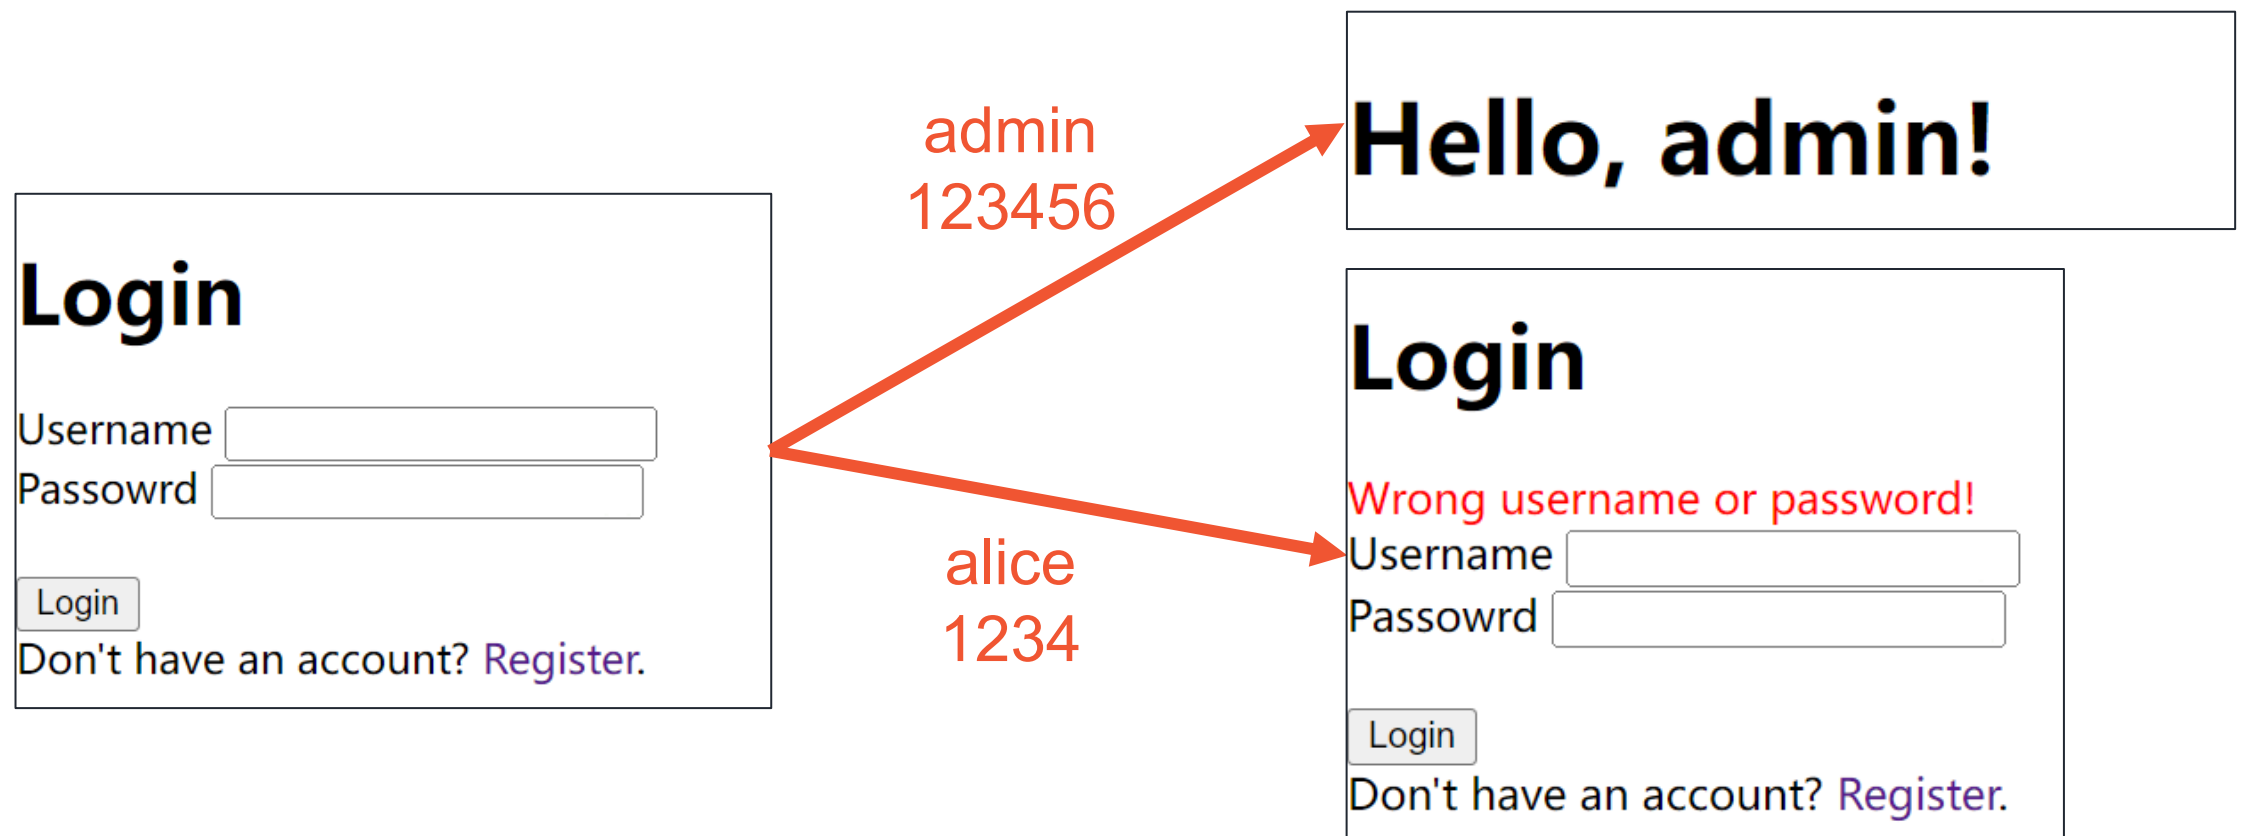 Login
Username
Passowrd
Login
Don't have an account? Register.
admin
123456
alice
1234
Hello, admin!
Login
Wrong username or password!
Username
Passowrd
Login
Don't have an account? Register.